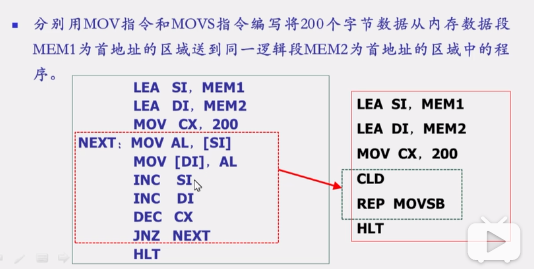 分别用MOV指令和MOVS指令编写将200个字节数据从内存数据段
MEM1为首地址的区域送到同一逻辑段MEM2为首地址的区域中的程
序。
LEA SI，MEM1
LEA DI，MEM2
MOV CX，200
NEXT：MOV AL，[SI]
MOV [DI]，AL
INC SI
INC DI
DEC CX
JNZ NEXT
HLT
LEA SI，MEM1
LEA DI，MEM2
MOV CX，200
CLD
REP MOVSB
HLT